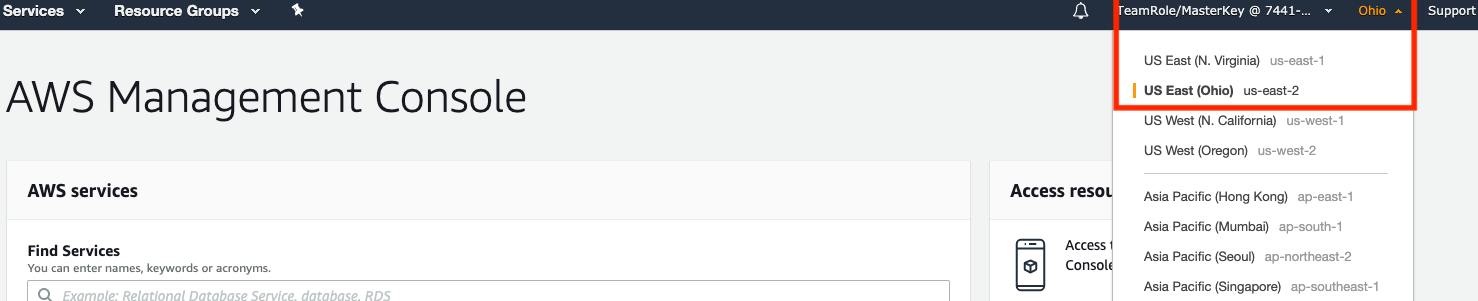 Services Resource Groups TeamRole/MasterKey @ 7441-... Ohio Support
US East (N. Virginia) us-east-1
US East (Ohio) us-east-2
US West (N. California) us-west-1
US West (Oregon) us-west-2
Asia Pacific (Hong Kong) ap-east-1
Asia Pacific (Mumbai) ap-south-1
Asia Pacific (Seoul) ap-northeast-2
Asia Pacific (Singapore) ap-southeast-1
AWS Management Console
AWS services
Find Services
You can enter names, keywords or acronyms.
Example: Relational Database Service, database, RDS
Access resou
Access t
Console